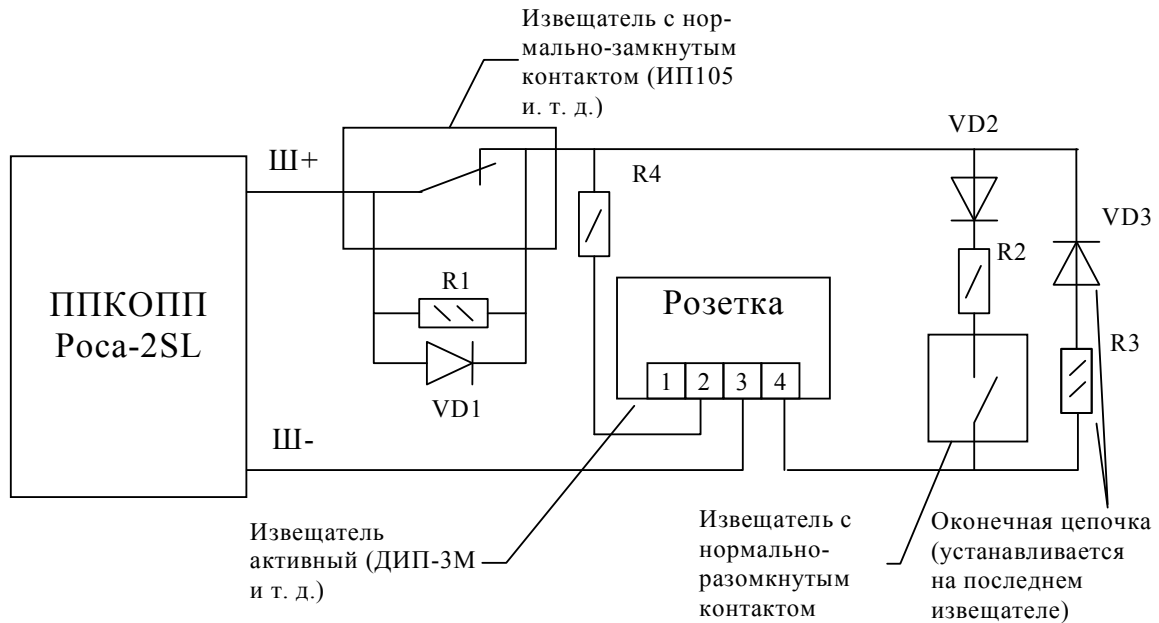 Извещатель с нор-
мально-замкнутым
контактом (ИП105
и. т. д.)
VD2
Ш+
R4
VD3
R2
R1
Розетка
ППКОПП
Роса-2SL
R3
1 2 3 4
VD1
Ш-
Извещатель
активный (ДИП-3М
и т. д.)
Извещатель с
нормально-
разомкнутым
контактом
Оконечная цепочка
(устанавливается
на последнем
извещателе)